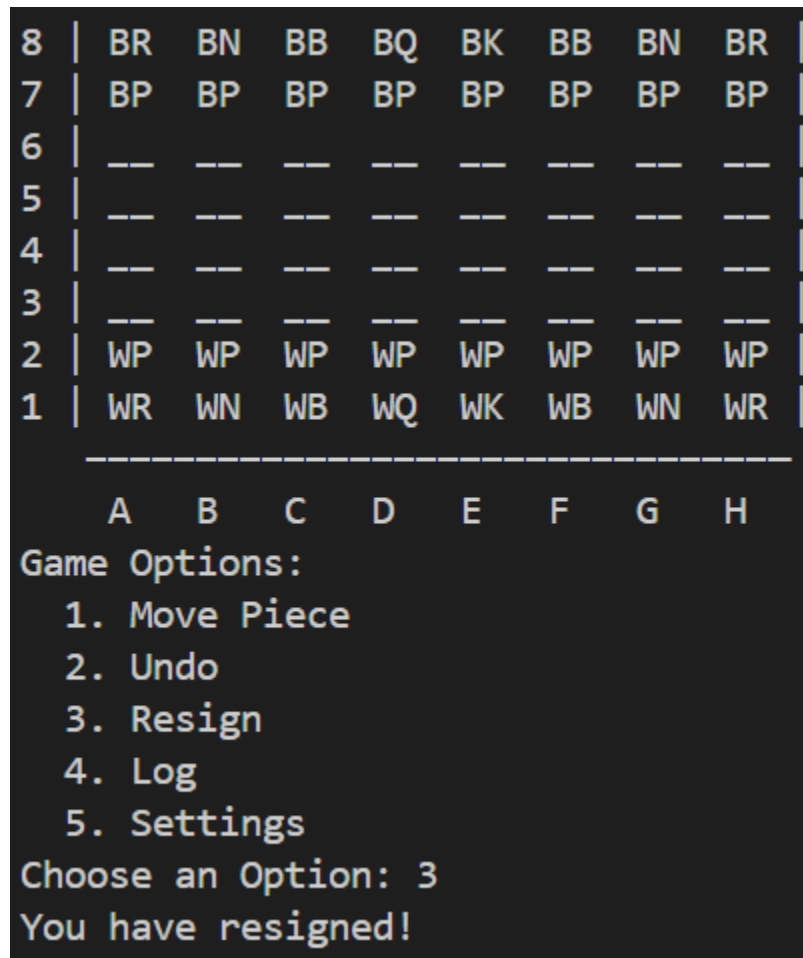 8 | BR BN BB BQ BK BB BN BR |
7 | BP BP BP BP BP BP BP BP |
6 | __ __ __ __ __ __ __ __ |
5 | __ __ __ __ __ __ __ __ |
4 | __ __ __ __ __ __ __ __ |
3 | __ __ __ __ __ __ __ __ |
2 | WP WP WP WP WP WP WP WP |
1 | WR WN WB WQ WK WB WN WR |
--------------------------------
A B C D E F G H
Game Options:
1. Move Piece
2. Undo
3. Resign
4. Log
5. Settings
Choose an Option: 3
You have resigned!